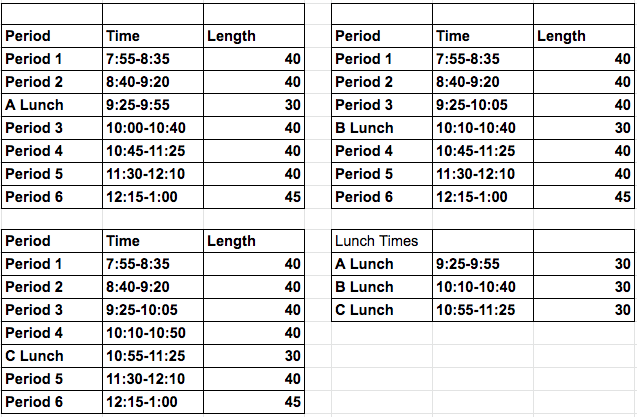 Period Time Length
Period 1 7:55-8:35 40
Period 2 8:40-9:20 40
A Lunch 9:25-9:55 30
Period 3 10:00-10:40 40
Period 4 10:45-11:25 40
Period 5 11:30-12:10 40
Period 6 12:15-1:00 45
Period Time Length
Period 1 7:55-8:35 40
Period 2 8:40-9:20 40
Period 3 9:25-10:05 40
B Lunch 10:10-10:40 30
Period 4 10:45-11:25 40
Period 5 11:30-12:10 40
Period 6 12:15-1:00 45
Period Time Length
Period 1 7:55-8:35 40
Period 2 8:40-9:20 40
Period 3 9:25-10:05 40
Period 4 10:10-10:50 40
C Lunch 10:55-11:25 30
Period 5 11:30-12:10 40
Period 6 12:15-1:00 45
Lunch Times
A Lunch 9:25-9:55 30
B Lunch 10:10-10:40 30
C Lunch 10:55-11:25 30